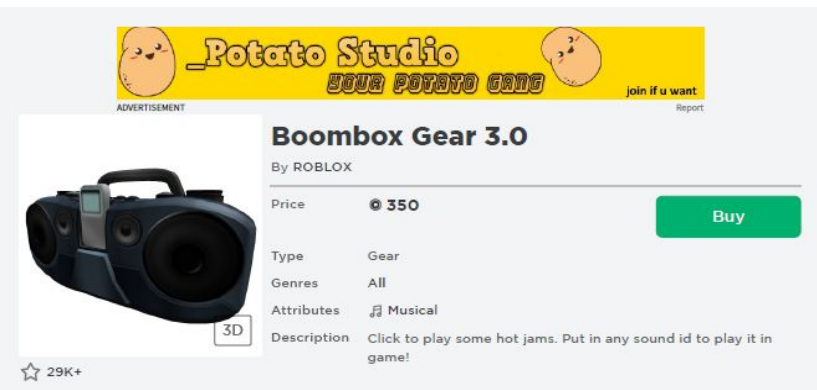 _Potato Studio
YOUR POTATO GANG
join if u want
ADVERTISEMENT
Report
Boombox Gear 3.0
By ROBLOX
Price 350
Buy
Type Gear
Genres All
Attributes Musical
3D
Description Click to play some hot jams. Put in any sound id to play it in
game!
29K+